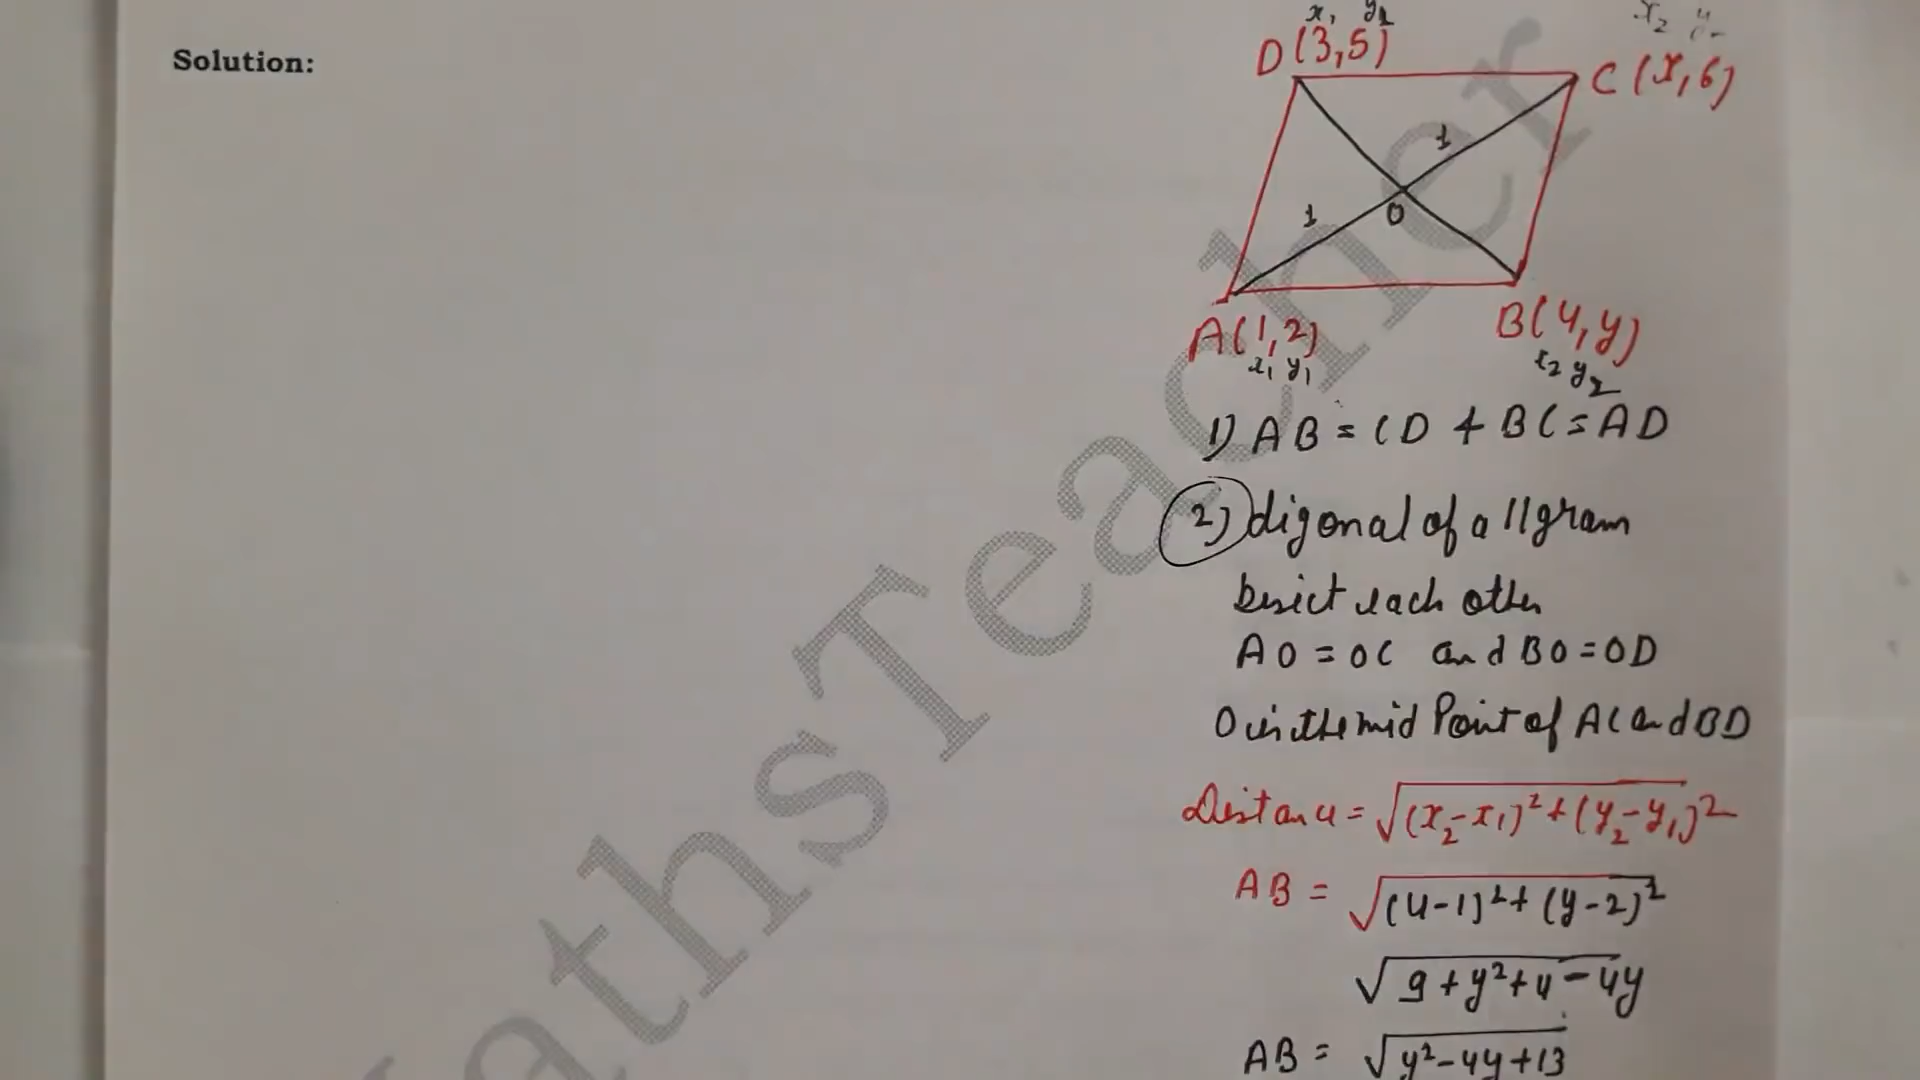 Solution:
x₁ y₁
x₂ y₂
D(3,5)
C(x,6)
1
1
O
A(1,2)
x₁ y₁
B(4,y)
x₂ y₂
1) AB = CD + BC = AD
2) digonal of a llgram
besict each other
AO = OC and BO = OD
O is the mid Point of AC and BD
Distance = √(x₂-x₁)²+(y₂-y₁)²
AB = √(4-1)²+(y-2)²
√9+y²+4-4y
AB = √y²-4y+13
athsTeacher